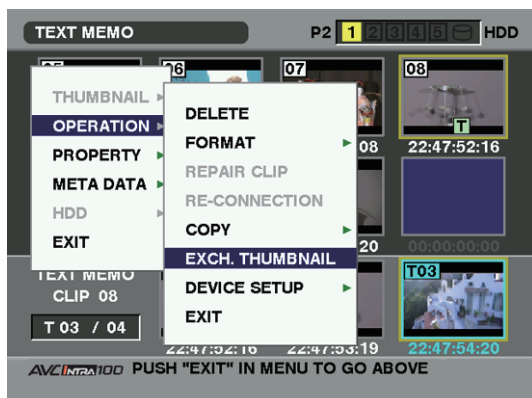 TEXT MEMO
P2 1 2 3 4 5 HDD
06 07 08
THUMBNAIL
OPERATION
PROPERTY
META DATA
HDD
EXIT
DELETE
FORMAT
REPAIR CLIP
RE-CONNECTION
COPY
EXCH. THUMBNAIL
DEVICE SETUP
EXIT
T
08 22:47:52:16
20 00:00:00:00
TEXT MEMO
CLIP 08
T 03 / 04
T03
22:47:52:16 22:47:53:19 22:47:54:20
AVC INTRA 100 PUSH "EXIT" IN MENU TO GO ABOVE